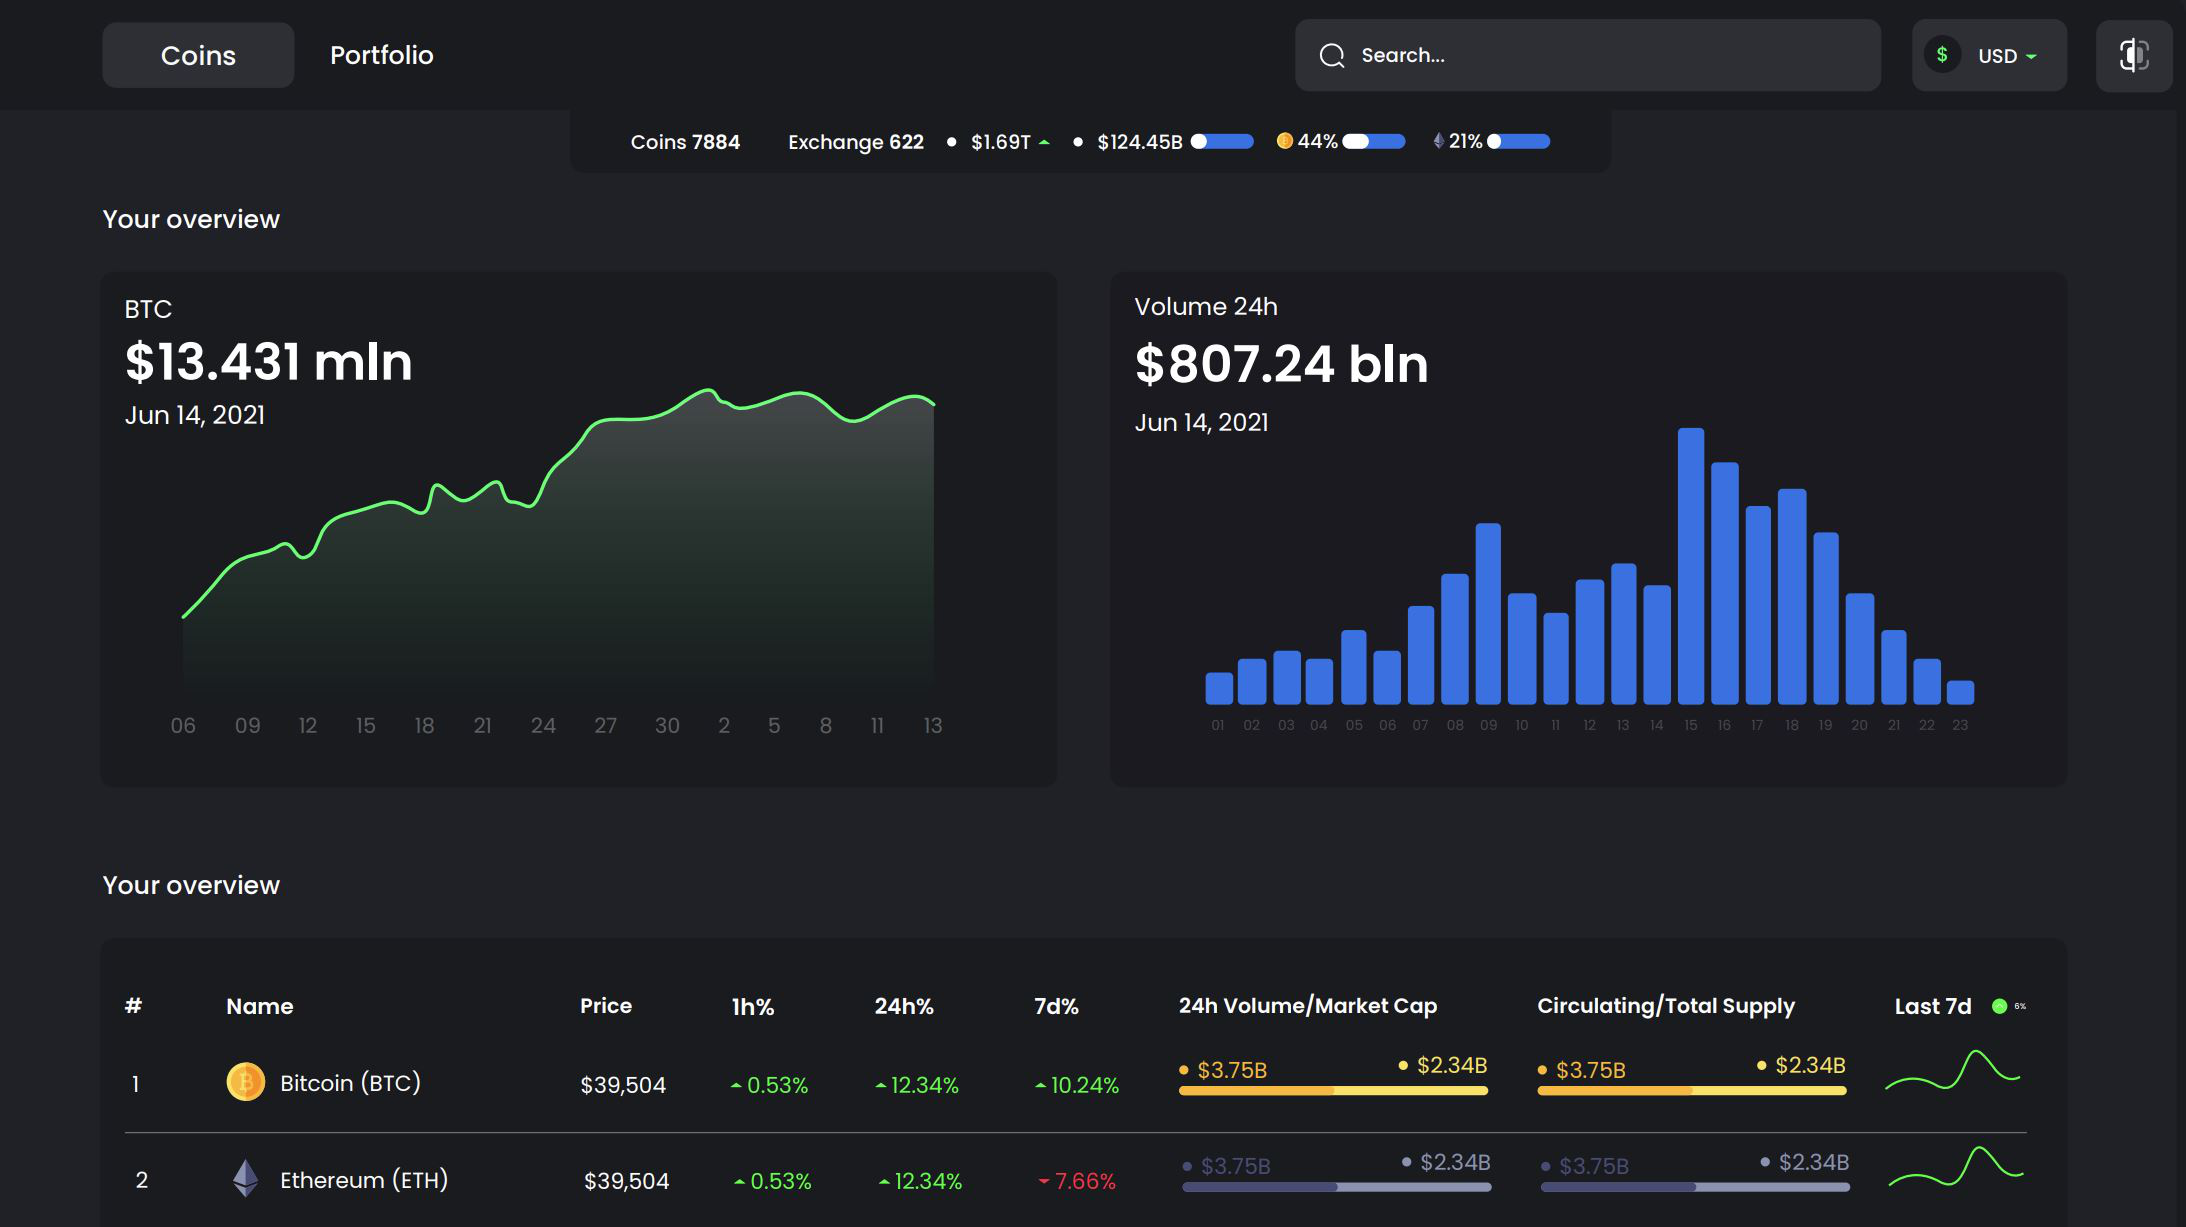 Coins Portfolio Search... $ USD
Coins 7884 Exchange 622 $1.69T $124.45B 44% 21%
Your overview
BTC
$13.431 mln
Jun 14, 2021
06 09 12 15 18 21 24 27 30 2 5 8 11 13
Volume 24h
$807.24 bln
Jun 14, 2021
01 02 03 04 05 06 07 08 09 10 11 12 13 14 15 16 17 18 19 20 21 22 23
Your overview
# Name Price 1h% 24h% 7d% 24h Volume/Market Cap Circulating/Total Supply Last 7d 6%
1 Bitcoin (BTC) $39,504 0.53% 12.34% 10.24% $3.75B $2.34B $3.75B $2.34B
2 Ethereum (ETH) $39,504 0.53% 12.34% 7.66% $3.75B $2.34B $3.75B $2.34B